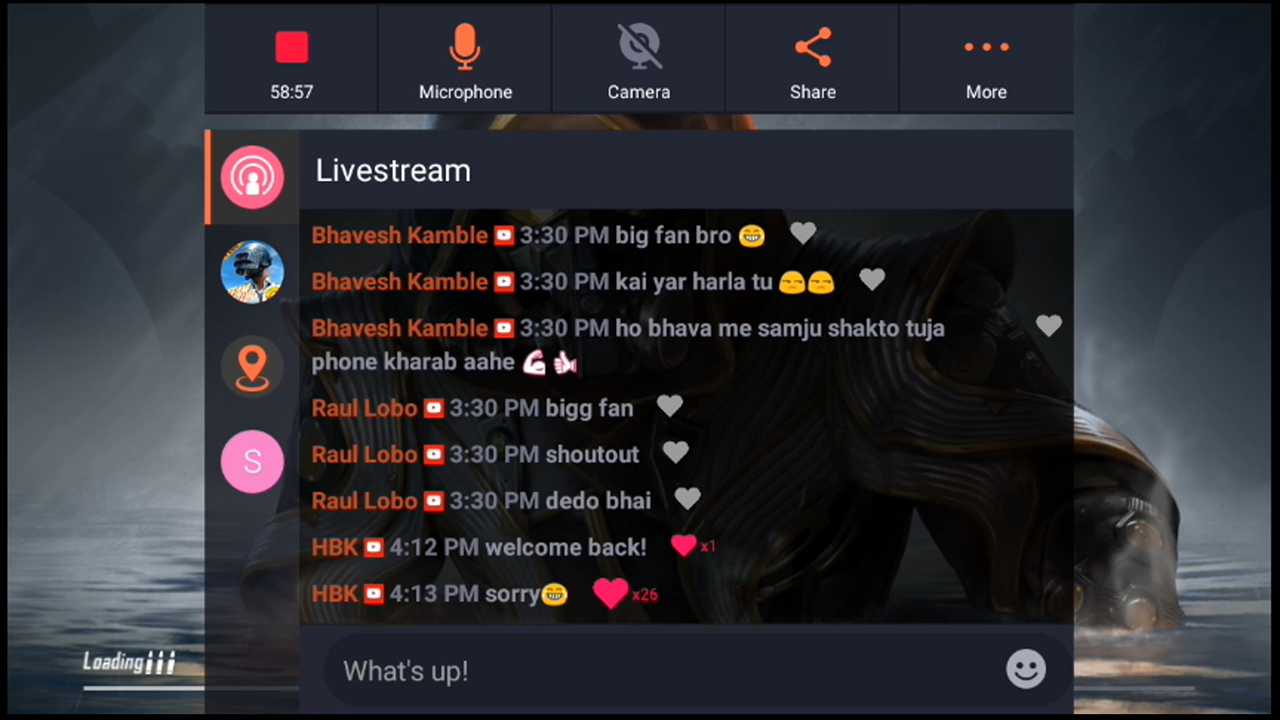 58:57
Microphone
Camera
Share
More
Livestream
Bhavesh Kamble 3:30 PM big fan bro 😁
Bhavesh Kamble 3:30 PM kai yar harla tu 😒😒
Bhavesh Kamble 3:30 PM ho bhava me samju shakto tuja
phone kharab aahe 💪👍
Raul Lobo 3:30 PM bigg fan
Raul Lobo 3:30 PM shoutout
Raul Lobo 3:30 PM dedo bhai
HBK 4:12 PM welcome back! x1
HBK 4:13 PM sorry😁 x26
S
Loading
What's up!